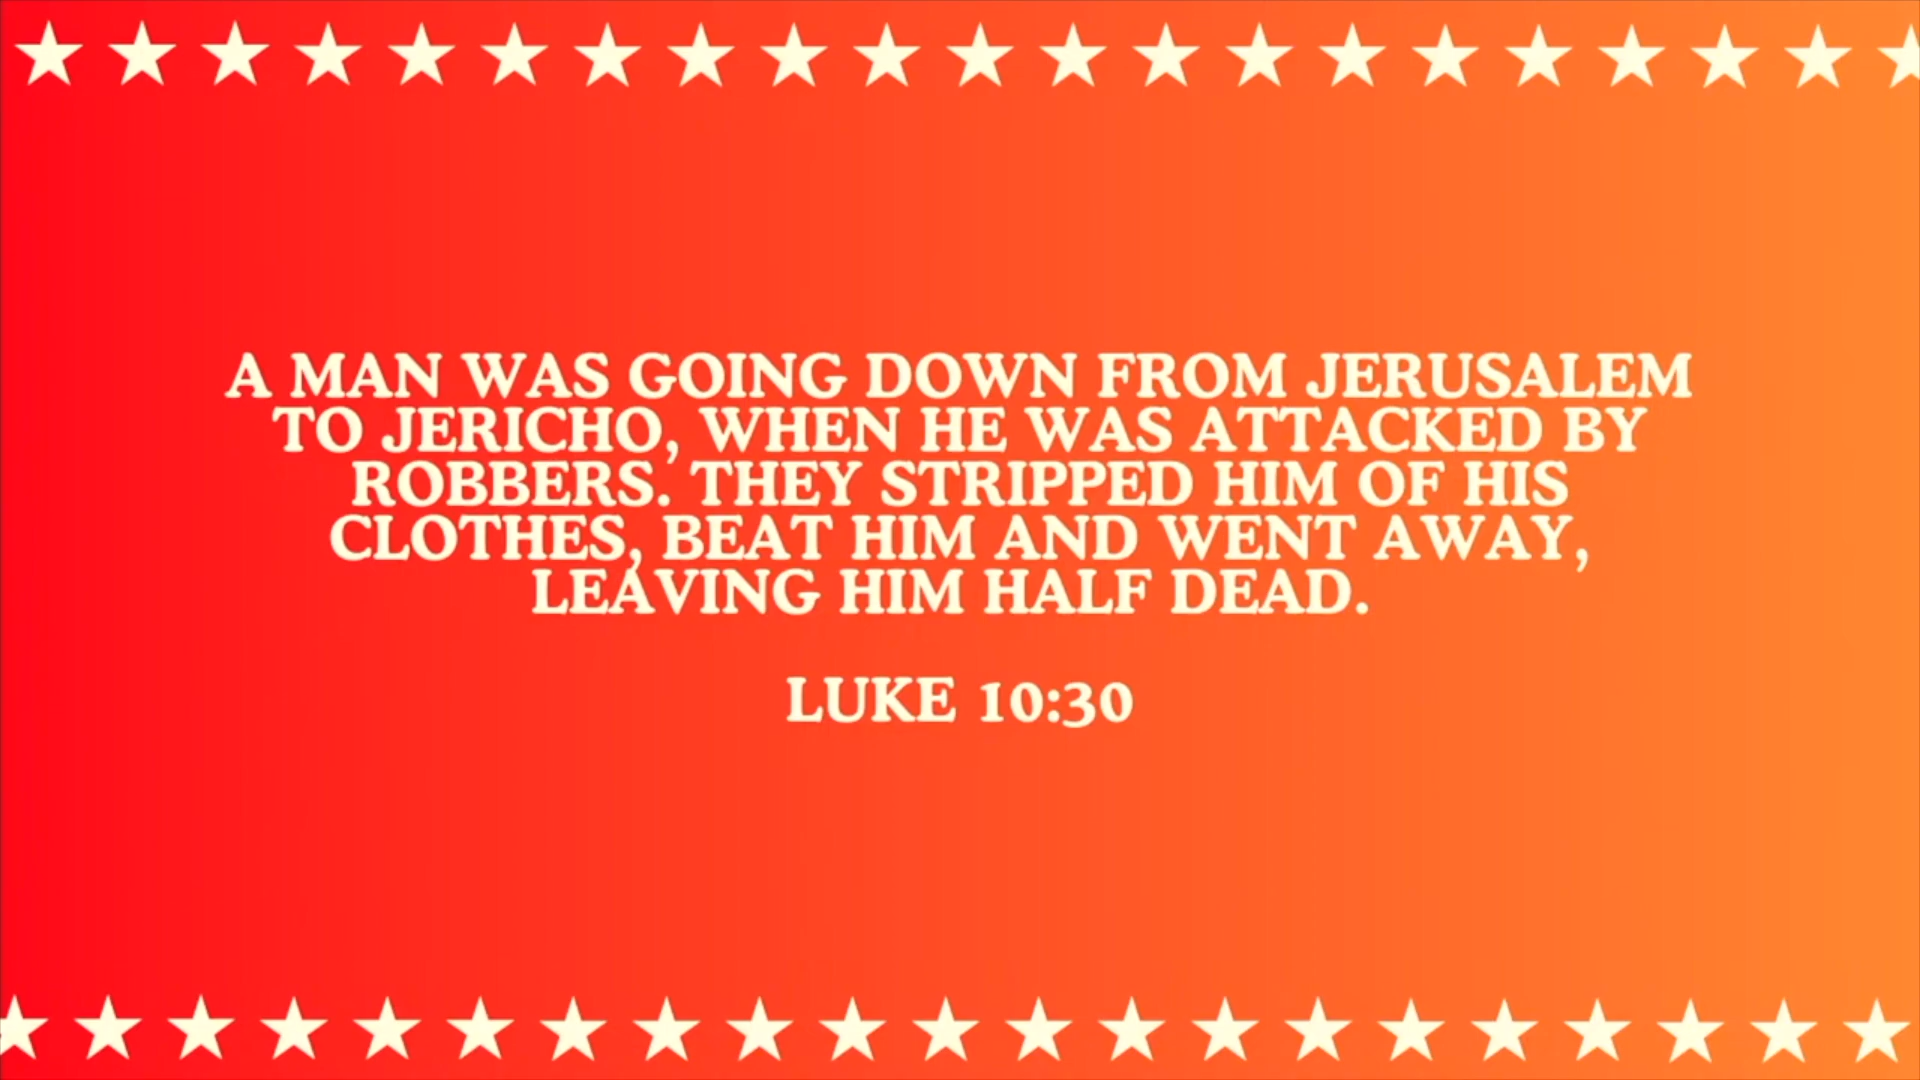 A MAN WAS GOING DOWN FROM JERUSALEM
TO JERICHO, WHEN HE WAS ATTACKED BY
ROBBERS. THEY STRIPPED HIM OF HIS
CLOTHES, BEAT HIM AND WENT AWAY,
LEAVING HIM HALF DEAD.
LUKE 10:30